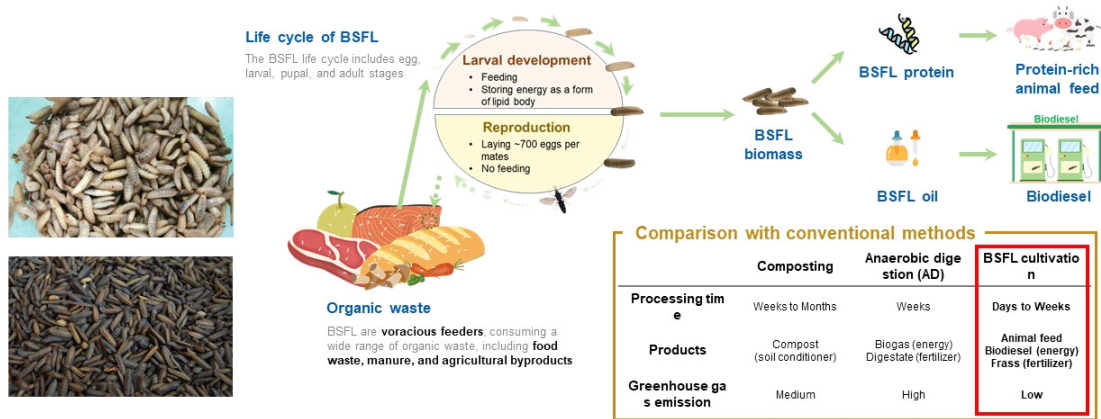 Life cycle of BSFL
The BSFL life cycle includes egg,
larval, pupal, and adult stages
Larval development
• Feeding
• Storing energy as a form
of lipid body
Reproduction
• Laying ~700 eggs per
mates
• No feeding
Organic waste
BSFL are voracious feeders, consuming a
wide range of organic waste, including food
waste, manure, and agricultural byproducts
BSFL
biomass
BSFL protein
Protein-rich
animal feed
BSFL oil
Biodiesel
Biodiesel
Comparison with conventional methods
Composting
Anaerobic dige
stion (AD)
BSFL cultivatio
n
Processing tim
e
Weeks to Months
Weeks
Days to Weeks
Products
Compost
(soil conditioner)
Biogas (energy)
Digestate (fertilizer)
Animal feed
Biodiesel (energy)
Frass (fertilizer)
Greenhouse ga
s emission
Medium
High
Low